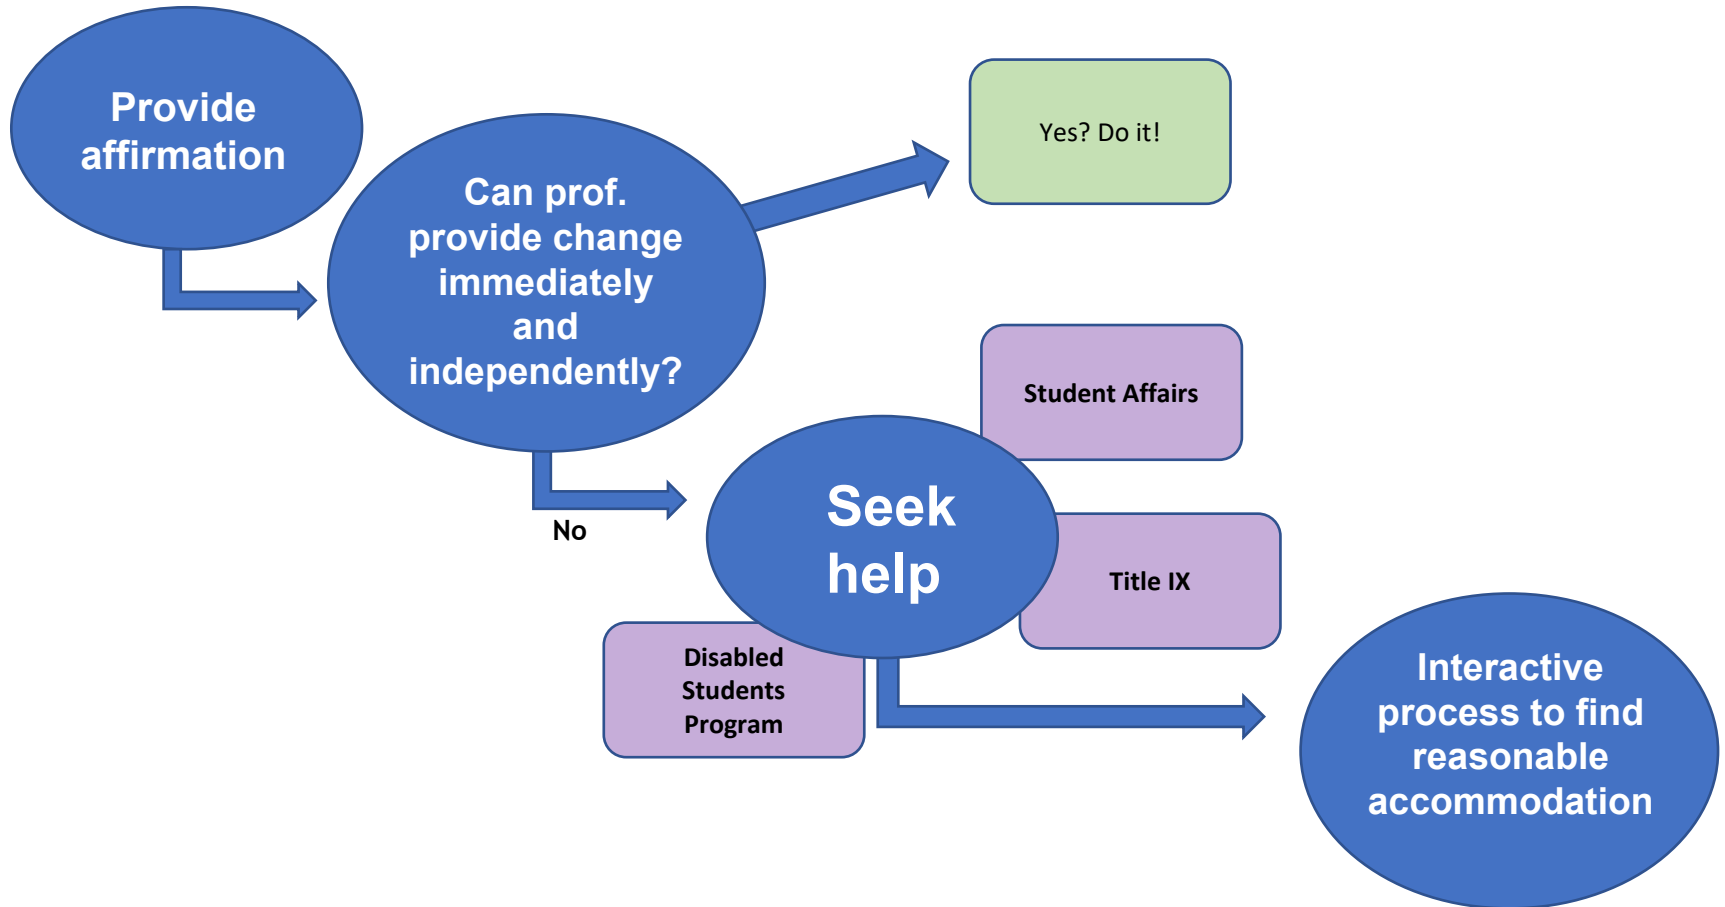 Provide
affirmation
Can prof.
provide change
immediately
and
independently?
Yes? Do it!
No
Seek
help
Student Affairs
Title IX
Disabled
Students
Program
Interactive
process to find
reasonable
accommodation